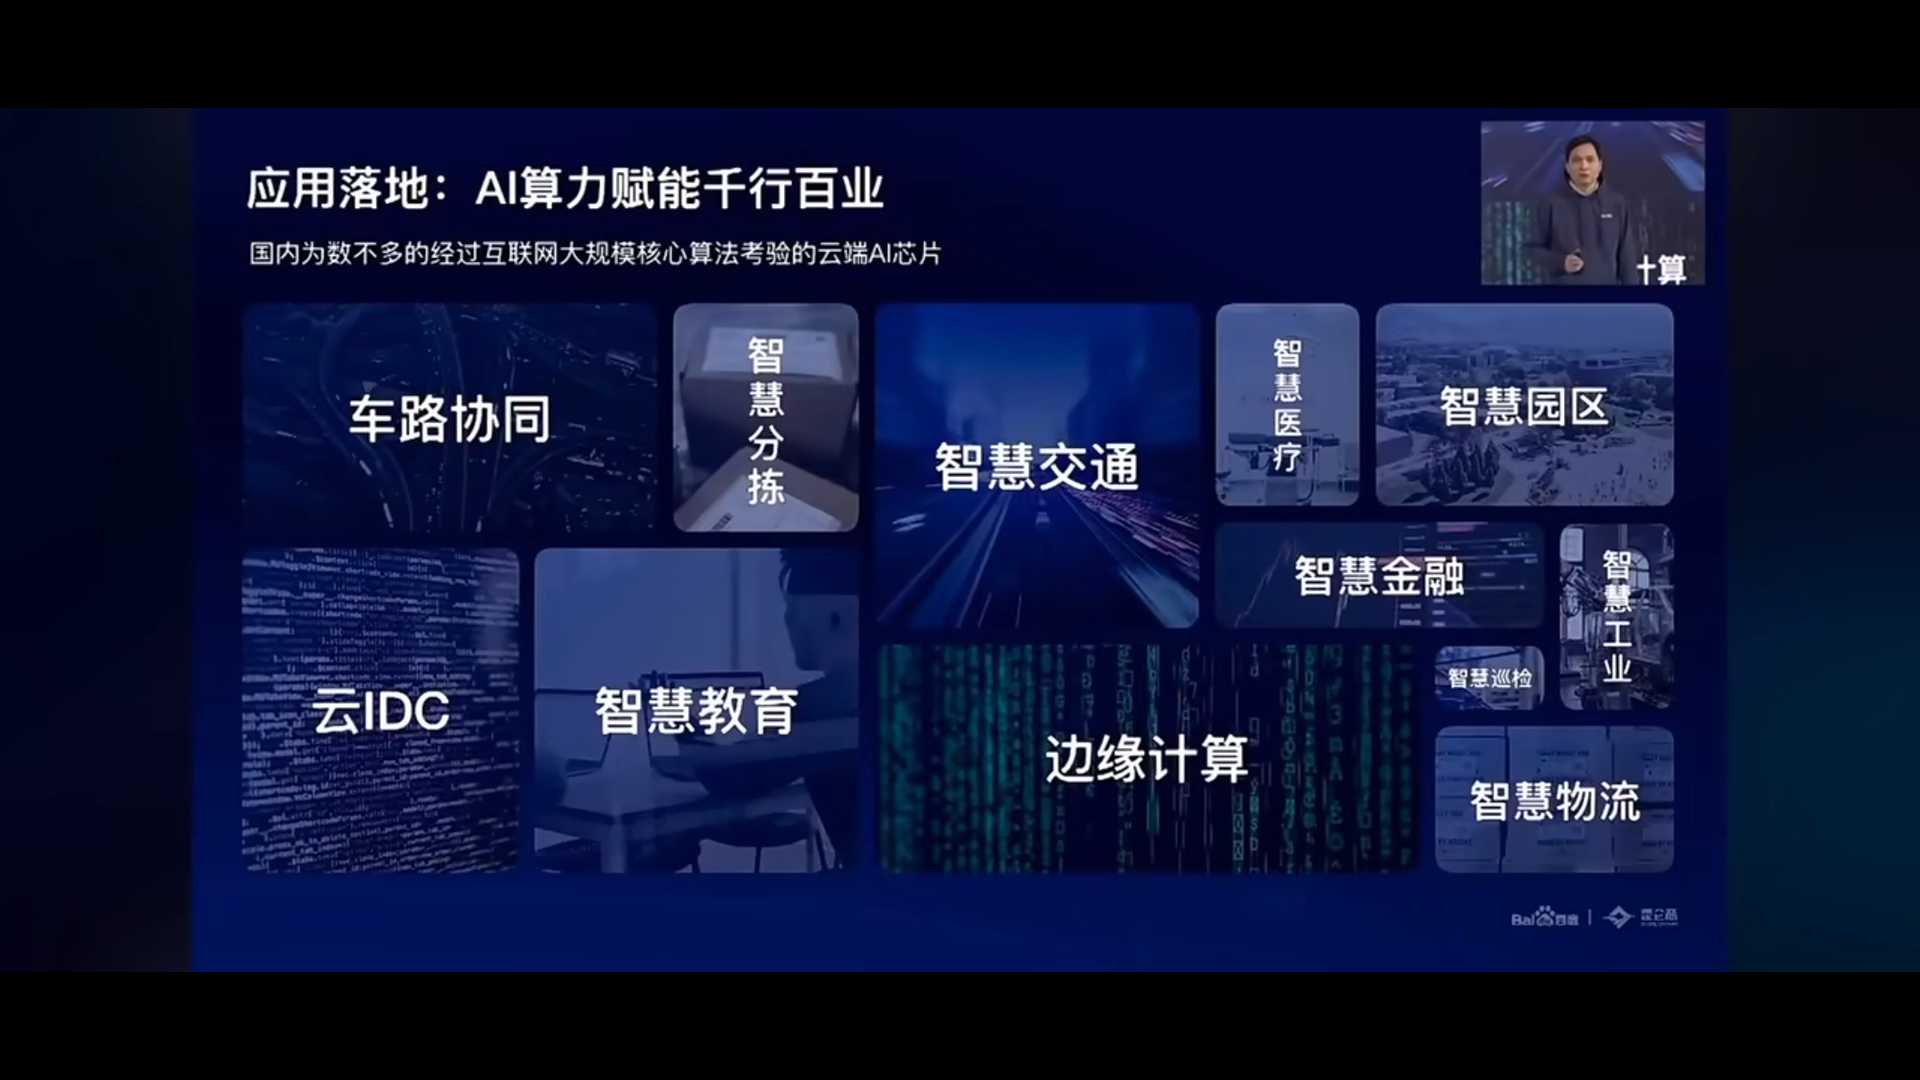 应用落地：AI算力赋能千行百业
国内为数不多的经过互联网大规模核心算法考验的云端AI芯片
十算
车路协同
智慧分拣
智慧交通
智慧医疗
智慧园区
智慧金融
智慧工业
云IDC
智慧教育
边缘计算
智慧巡检
智慧物流
Bai百度 | 昆仑芯